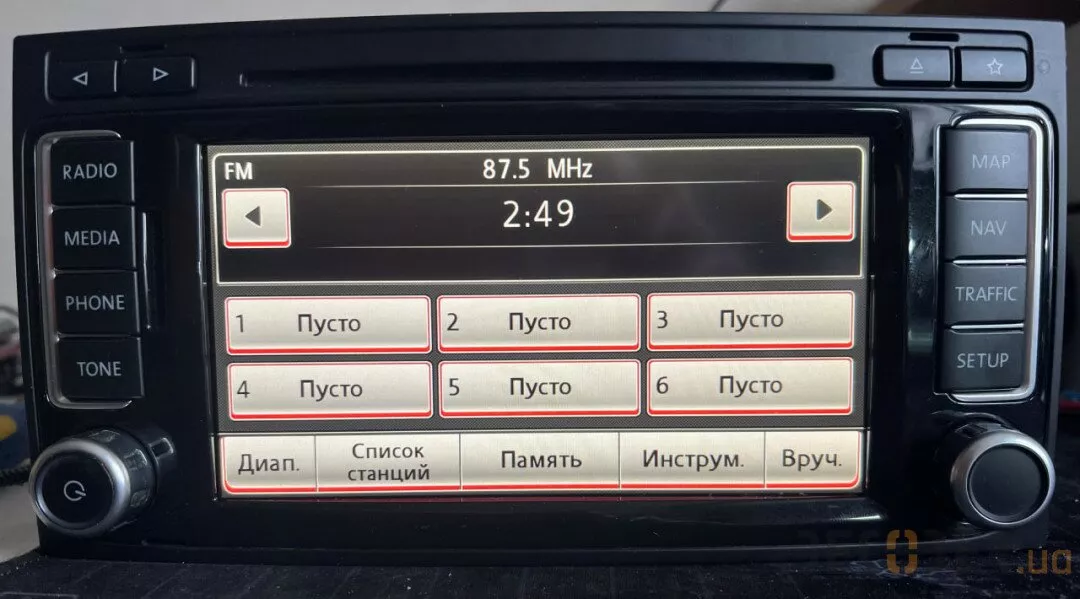 RADIO
MEDIA
PHONE
TONE
FM 87.5 MHz
2:49
1 Пусто 2 Пусто 3 Пусто
4 Пусто 5 Пусто 6 Пусто
Диап. Список станций Память Инструм. Вруч.
MAP
NAV
TRAFFIC
SETUP
.ua